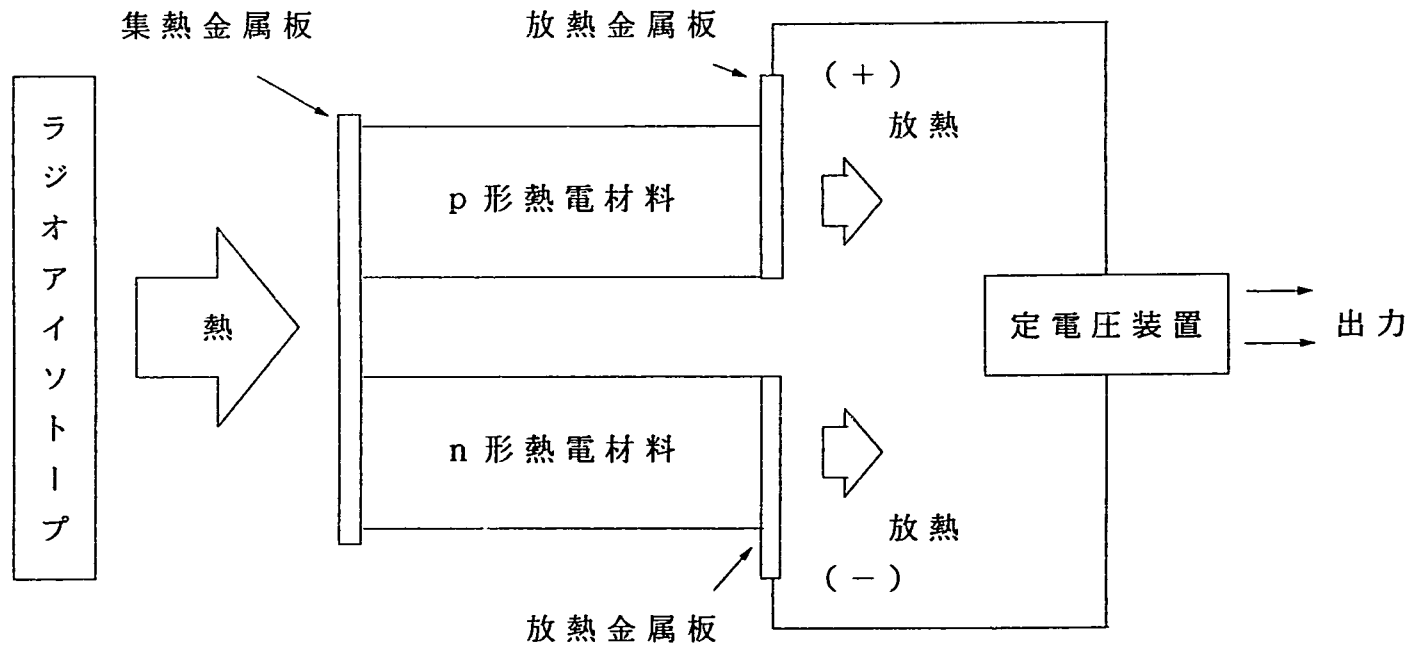 集熱金属板
放熱金属板
(+)
放熱
ラジオアイソトープ
p形熱電材料
熱
定電圧装置
出力
n形熱電材料
放熱
(-)
放熱金属板